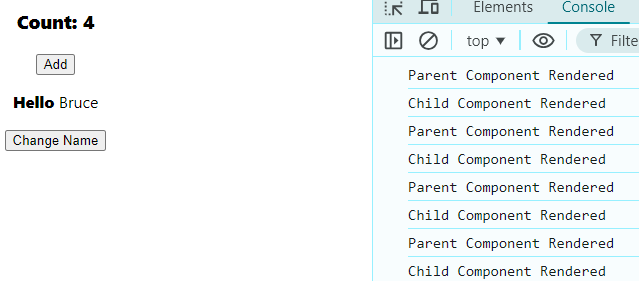 Count: 4
Add
Hello Bruce
Change Name
Elements Console
top Filte
Parent Component Rendered
Child Component Rendered
Parent Component Rendered
Child Component Rendered
Parent Component Rendered
Child Component Rendered
Parent Component Rendered
Child Component Rendered